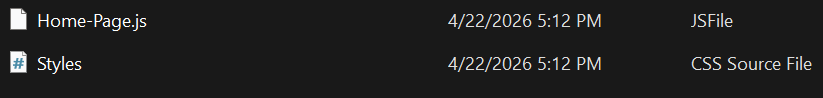 Home-Page.js 4/22/2026 5:12 PM JSFile
# Styles 4/22/2026 5:12 PM CSS Source File